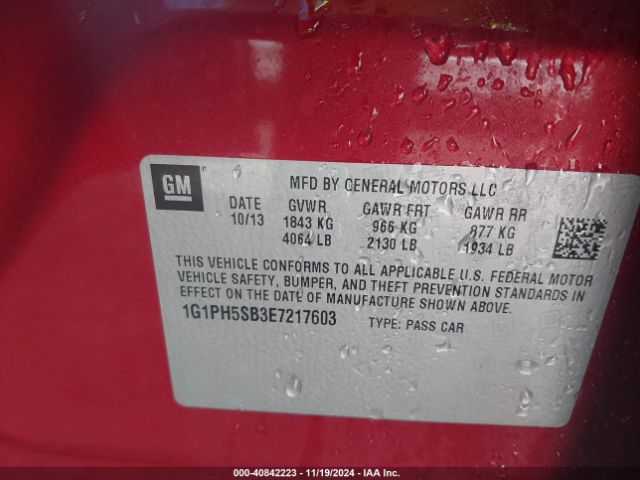 GM
MFD BY GENERAL MOTORS LLC
DATE GVWR GAWR FRT GAWR RR
10/13 1843 KG 966 KG 877 KG
4064 LB 2130 LB 1934 LB
THIS VEHICLE CONFORMS TO ALL APPLICABLE U.S. FEDERAL MOTOR
VEHICLE SAFETY, BUMPER, AND THEFT PREVENTION STANDARDS IN
EFFECT ON THE DATE OF MANUFACTURE SHOWN ABOVE.
1G1PH5SB3E7217603 TYPE: PASS CAR
000-40842223 - 11/19/2024 - IAA Inc.